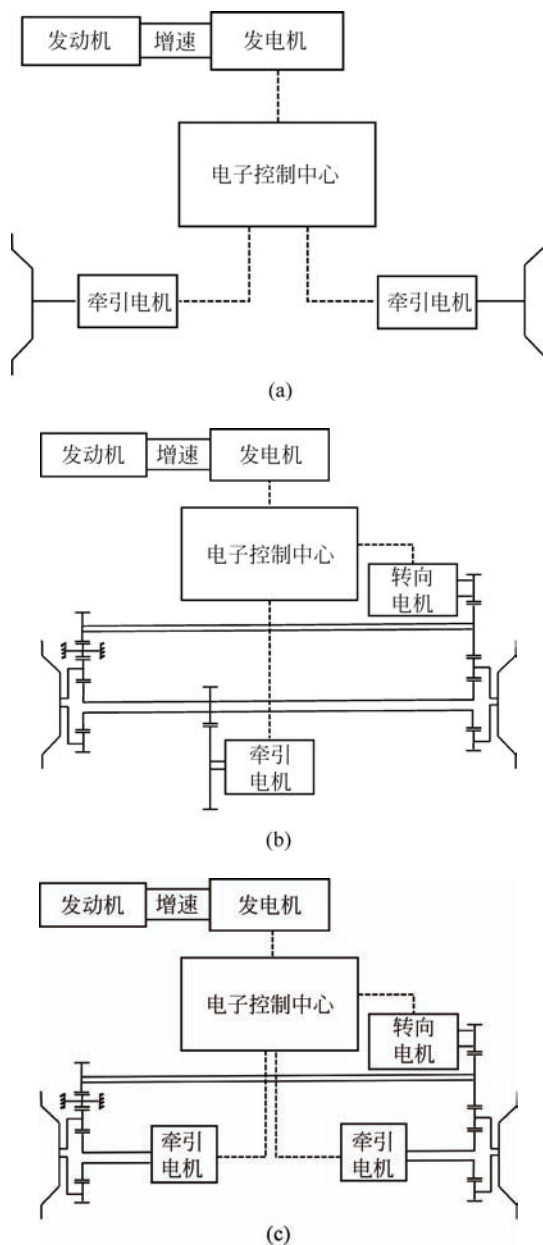 发动机 增速 发电机
电子控制中心
牵引电机 牵引电机
(a)
发动机 增速 发电机
电子控制中心
转向
电机
牵引
电机
(b)
发动机 增速 发电机
电子控制中心
转向
电机
牵引
电机
牵引
电机
(c)